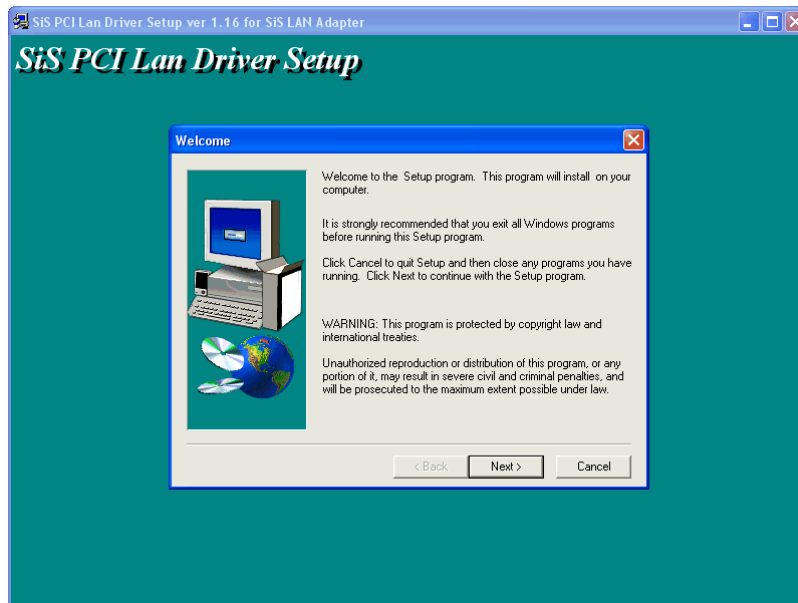 SiS PCI Lan Driver Setup ver 1.16 for SiS LAN Adapter
SiS PCI Lan Driver Setup
Welcome
Welcome to the Setup program. This program will install on your
computer.
It is strongly recommended that you exit all Windows programs
before running this Setup program.
Click Cancel to quit Setup and then close any programs you have
running. Click Next to continue with the Setup program.
WARNING: This program is protected by copyright law and
international treaties.
Unauthorized reproduction or distribution of this program, or any
portion of it, may result in severe civil and criminal penalties, and
will be prosecuted to the maximum extent possible under law.
< Back Next > Cancel